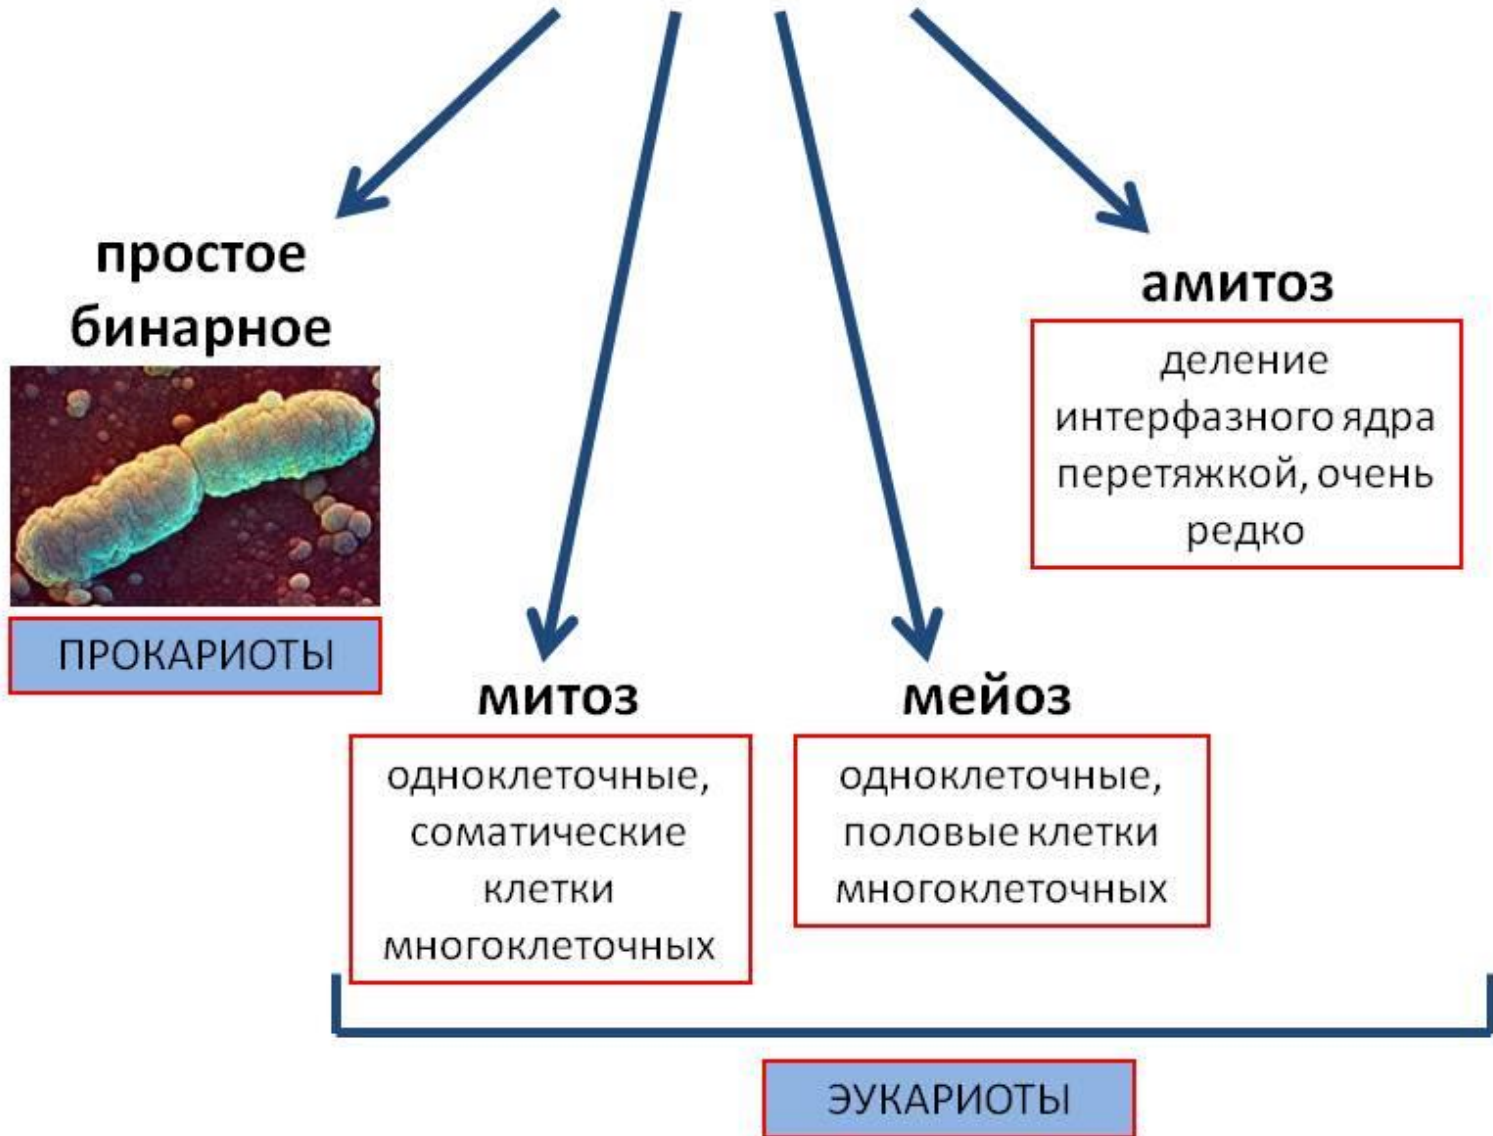 простое
бинарное
ПРОКАРИОТЫ
амитоз
деление
интерфазного ядра
перетяжкой, очень
редко
митоз
одноклеточные,
соматические
клетки
многоклеточных
мейоз
одноклеточные,
половые клетки
многоклеточных
ЭУКАРИОТЫ